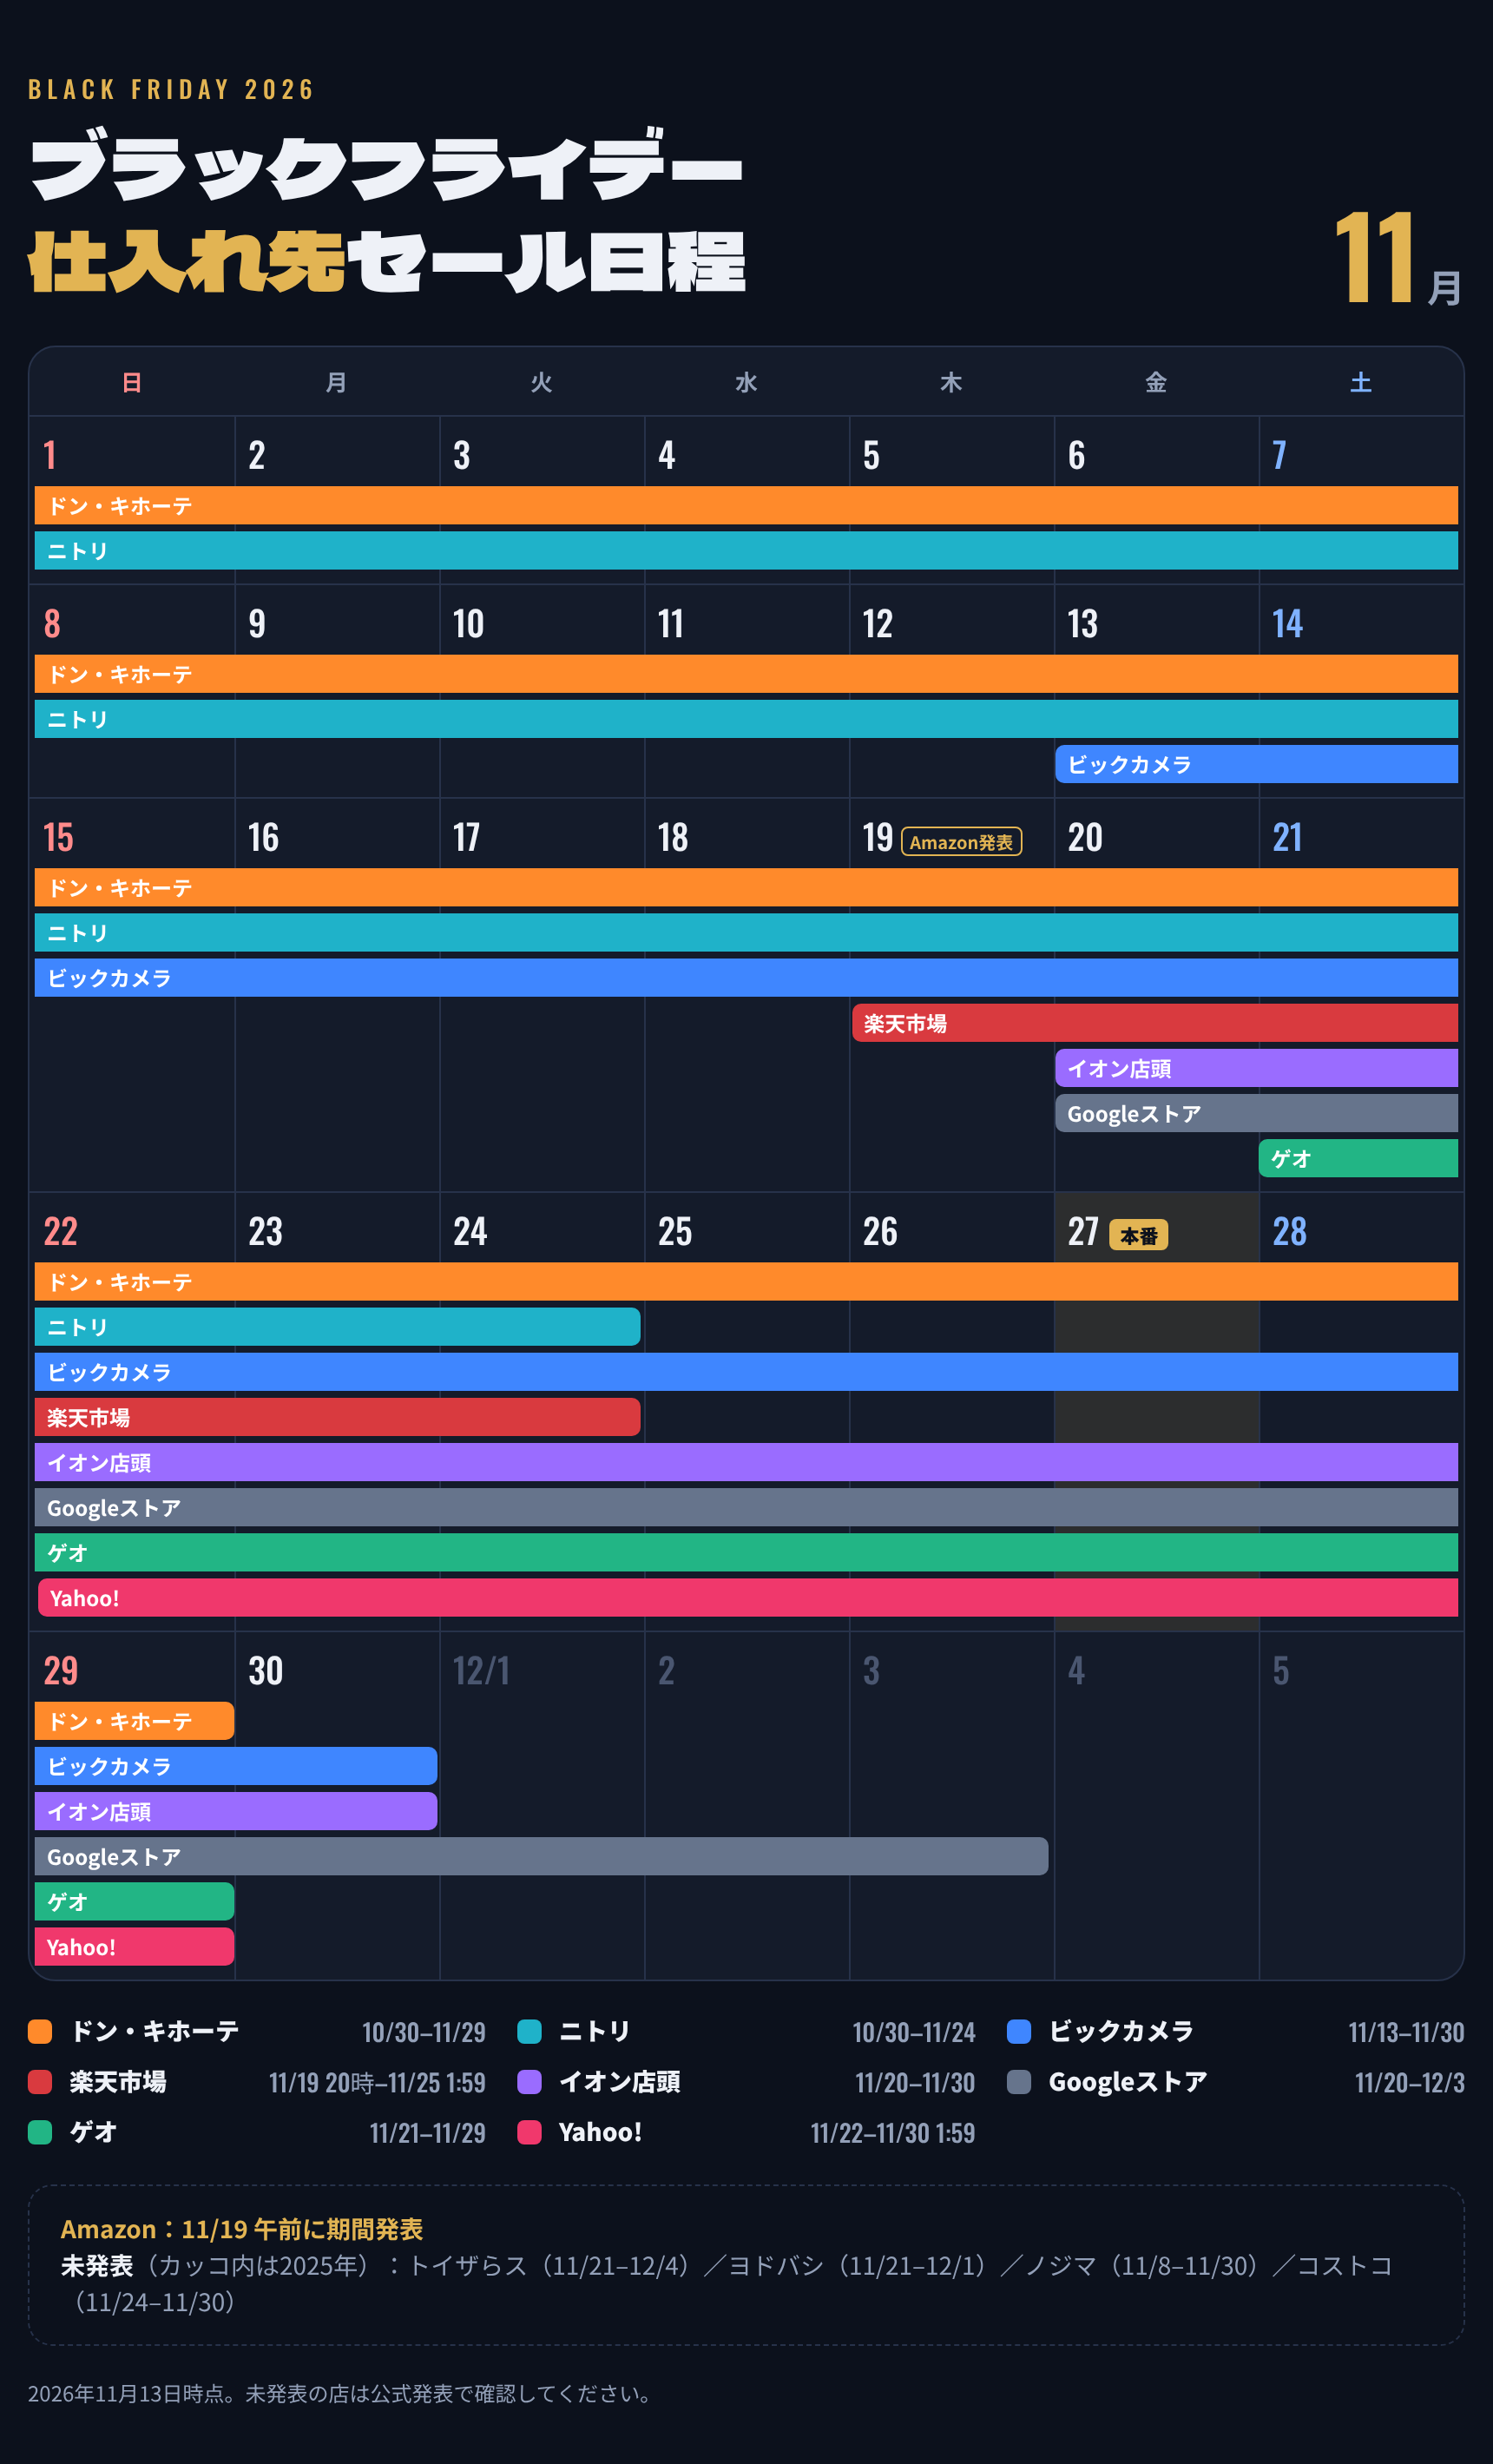 BLACK FRIDAY 2026
ブラックフライデー
仕入れ先セール日程
11月
日 月 火 水 木 金 土
1 2 3 4 5 6 7
ドン・キホーテ
ニトリ
8 9 10 11 12 13 14
ドン・キホーテ
ニトリ
ビックカメラ
15 16 17 18 19 Amazon発表 20 21
ドン・キホーテ
ニトリ
ビックカメラ
楽天市場
イオン店頭
Googleストア
ゲオ
22 23 24 25 26 27 本番 28
ドン・キホーテ
ニトリ
ビックカメラ
楽天市場
イオン店頭
Googleストア
ゲオ
Yahoo!
29 30 12/1 2 3 4 5
ドン・キホーテ
ビックカメラ
イオン店頭
Googleストア
ゲオ
Yahoo!
ドン・キホーテ 10/30–11/29 ニトリ 10/30–11/24 ビックカメラ 11/13–11/30
楽天市場 11/19 20時–11/25 1:59 イオン店頭 11/20–11/30 Googleストア 11/20–12/3
ゲオ 11/21–11/29 Yahoo! 11/22–11/30 1:59
Amazon：11/19 午前に期間発表
未発表（カッコ内は2025年）：トイザらス（11/21–12/4）／ヨドバシ（11/21–12/1）／ノジマ（11/8–11/30）／コストコ
（11/24–11/30）
2026年11月13日時点。未発表の店は公式発表で確認してください。